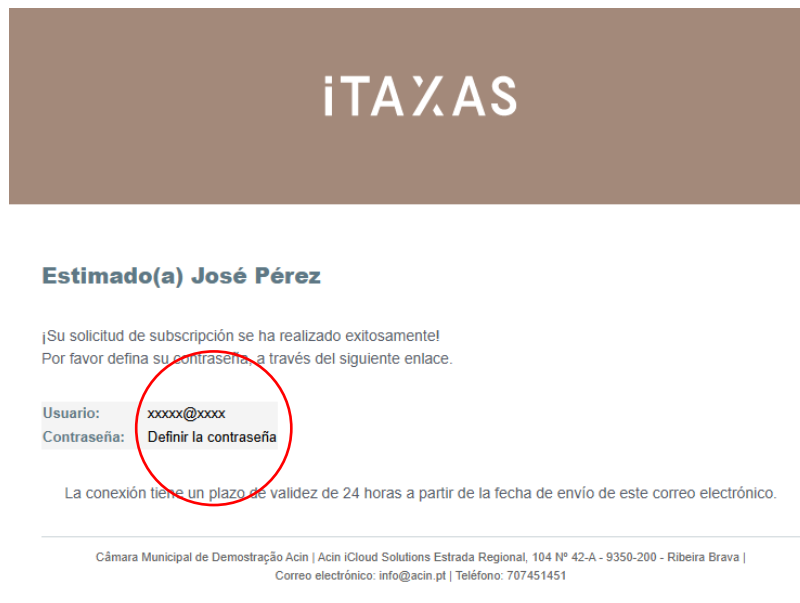 iTAXAS
Estimado(a) José Pérez
¡Su solicitud de subscripción se ha realizado exitosamente!
Por favor defina su contraseña, a través del siguiente enlace.
Usuario: xxxxx@xxxx
Contraseña: Definir la contraseña
La conexión tiene un plazo de validez de 24 horas a partir de la fecha de envío de este correo electrónico.
Câmara Municipal de Demostração Acin | Acin iCloud Solutions Estrada Regional, 104 Nº 42-A - 9350-200 - Ribeira Brava |
Correo electrónico: info@acin.pt | Teléfono: 707451451